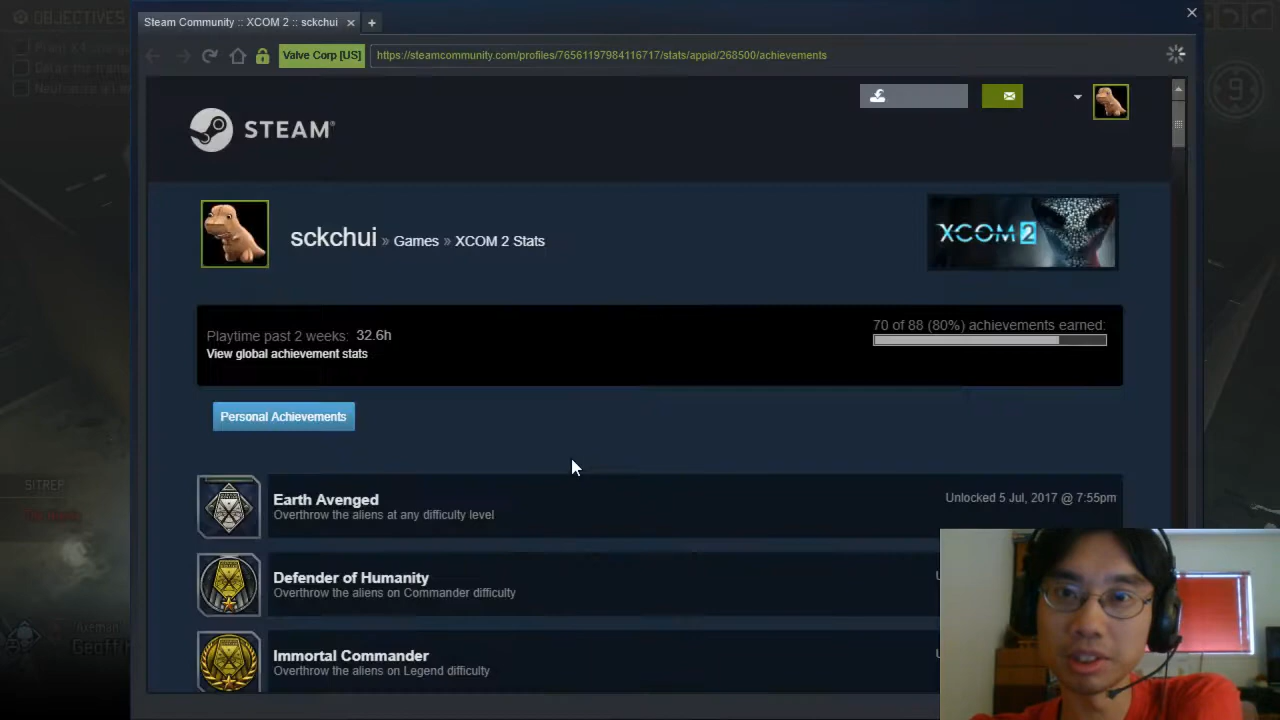 OBJECTIVES
Steam Community :: XCOM 2 :: sckchui
Valve Corp [US]
https://steamcommunity.com/profiles/76561197984116717/stats/appid/268500/achievements
9
STEAM®
sckchui » Games » XCOM 2 Stats
XCOM 2
Playtime past 2 weeks: 32.6h
70 of 88 (80%) achievements earned:
View global achievement stats
Personal Achievements
Earth Avenged
Unlocked 5 Jul, 2017 @ 7:55pm
Overthrow the aliens at any difficulty level
SITREP
Defender of Humanity
Overthrow the aliens on Commander difficulty
Immortal Commander
Overthrow the aliens on Legend difficulty